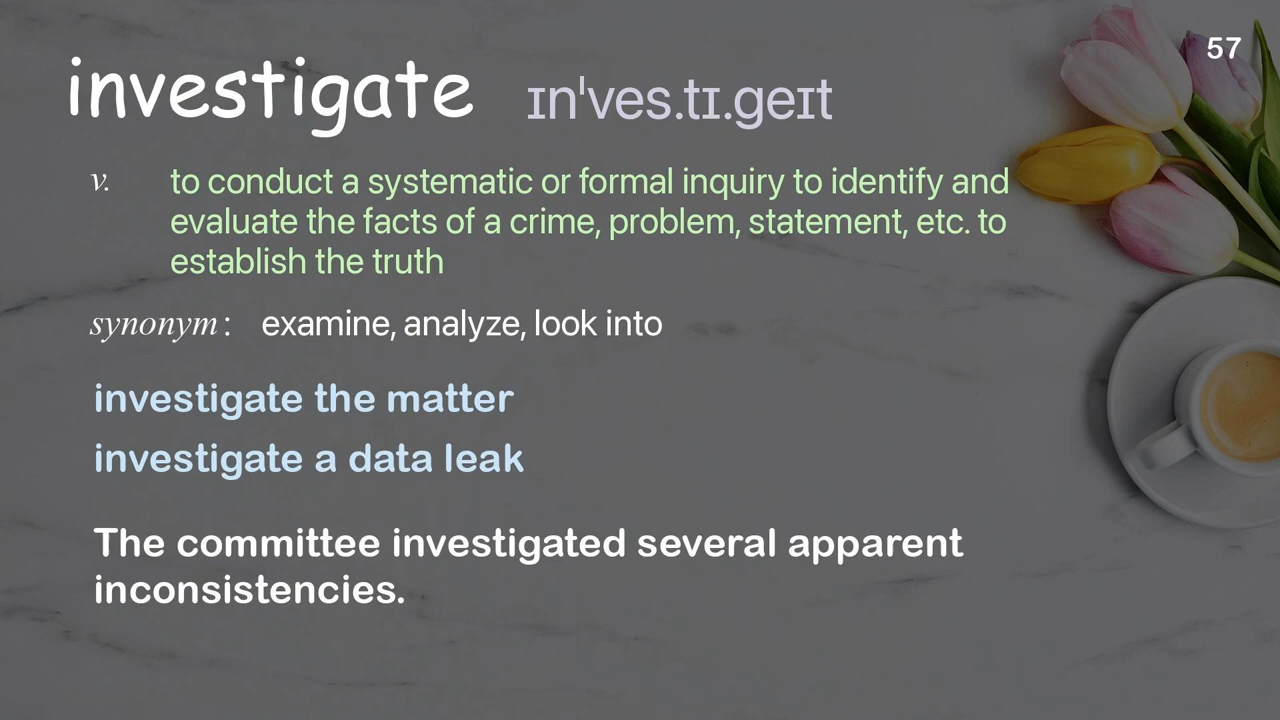 57
investigate ɪn'ves.tɪ.ɡeɪt
v. to conduct a systematic or formal inquiry to identify and
evaluate the facts of a crime, problem, statement, etc. to
establish the truth
synonym: examine, analyze, look into
investigate the matter
investigate a data leak
The committee investigated several apparent
inconsistencies.